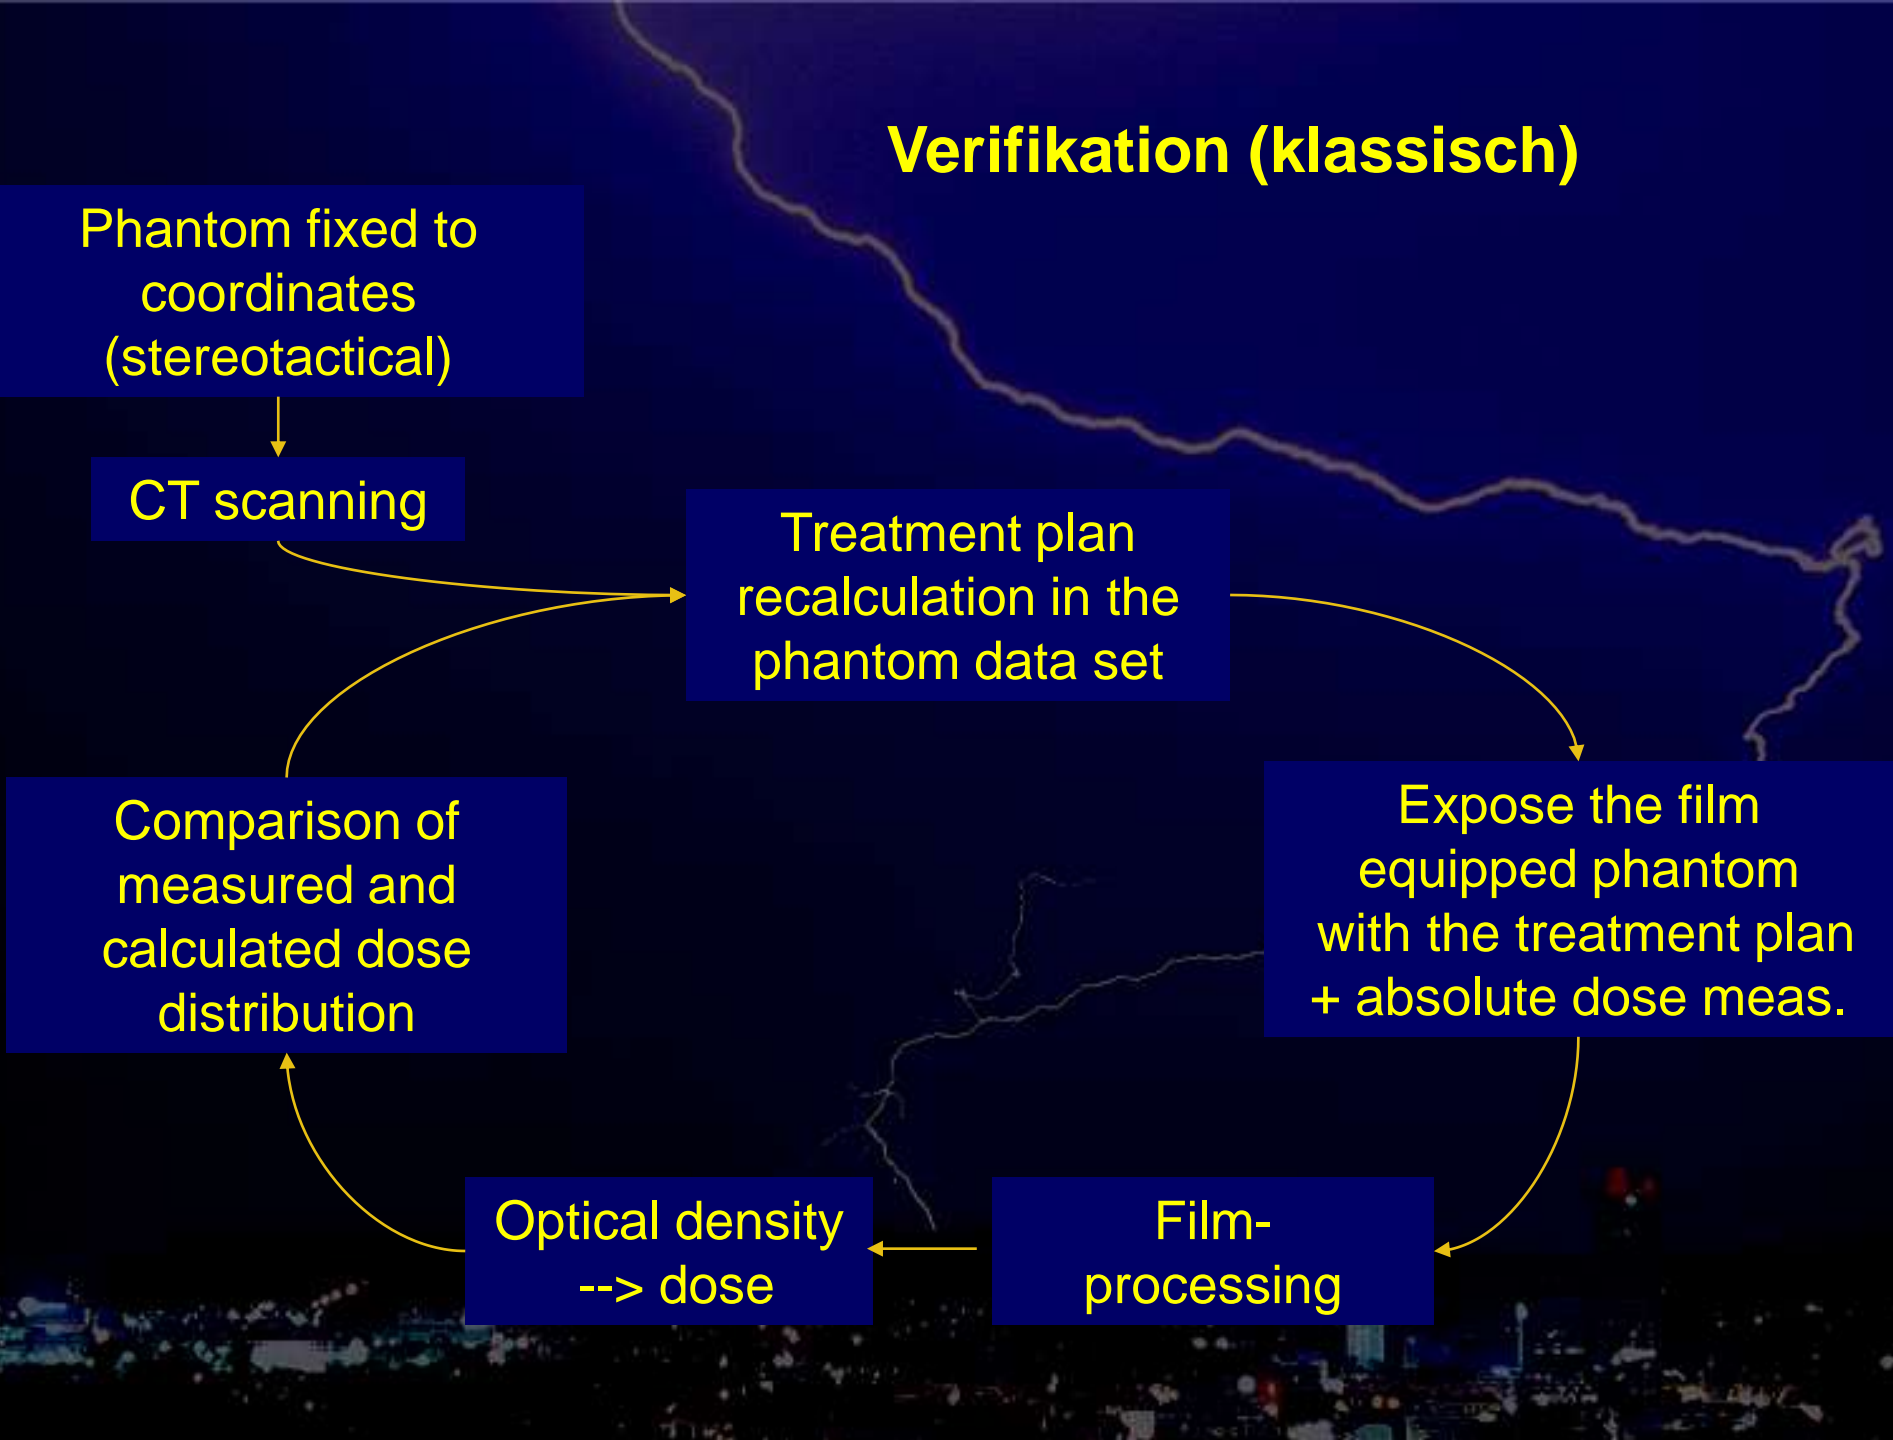 Verifikation (klassisch)
Phantom fixed to
coordinates
(stereotactical)
CT scanning
Treatment plan
recalculation in the
phantom data set
Expose the film
equipped phantom
with the treatment plan
+ absolute dose meas.
Film-
processing
Optical density
--> dose
Comparison of
measured and
calculated dose
distribution